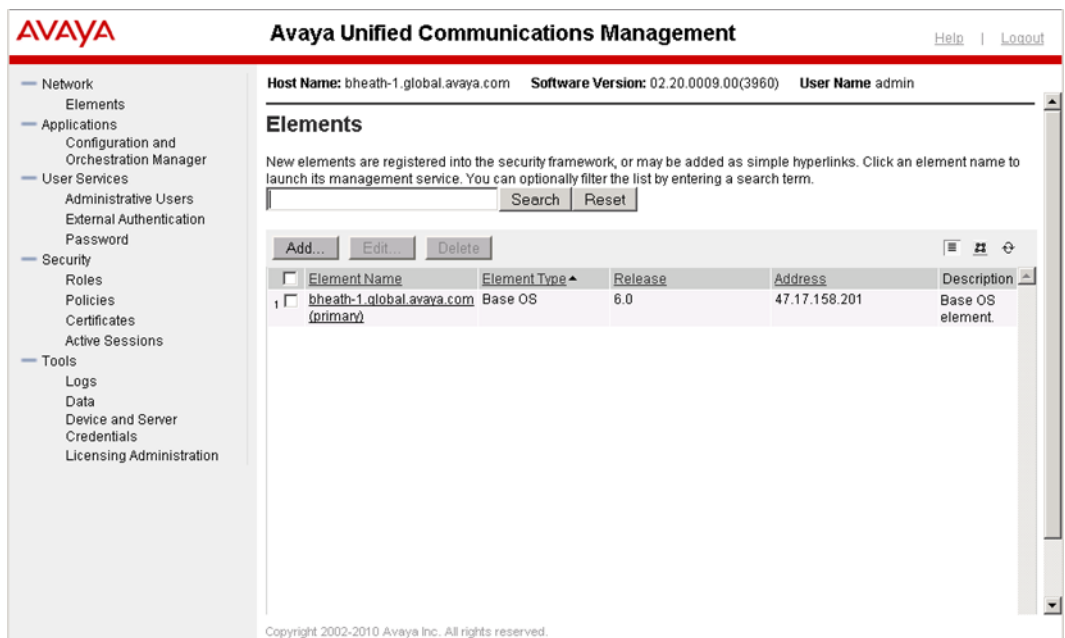 AVAYA
Avaya Unified Communications Management
Help | Logout
Network
Elements
Applications
Configuration and
Orchestration Manager
User Services
Administrative Users
External Authentication
Password
Security
Roles
Policies
Certificates
Active Sessions
Tools
Logs
Data
Device and Server
Credentials
Licensing Administration
Host Name: bheath-1.global.avaya.com Software Version: 02.20.0009.00(3960) User Name admin
Elements
New elements are registered into the security framework, or may be added as simple hyperlinks. Click an element name to
launch its management service. You can optionally filter the list by entering a search term.
Search Reset
Add... Edit... Delete
Element Name Element Type Release Address Description
1 bheath-1.global.avaya.com Base OS 6.0 47.17.158.201 Base OS
(primary) element.
Copyright 2002-2010 Avaya Inc. All rights reserved.